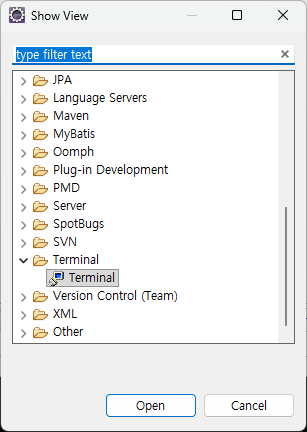 Show View
type filter text
JPA
Language Servers
Maven
MyBatis
Oomph
Plug-in Development
PMD
Server
SpotBugs
SVN
Terminal
Terminal
Version Control (Team)
XML
Other
Open
Cancel